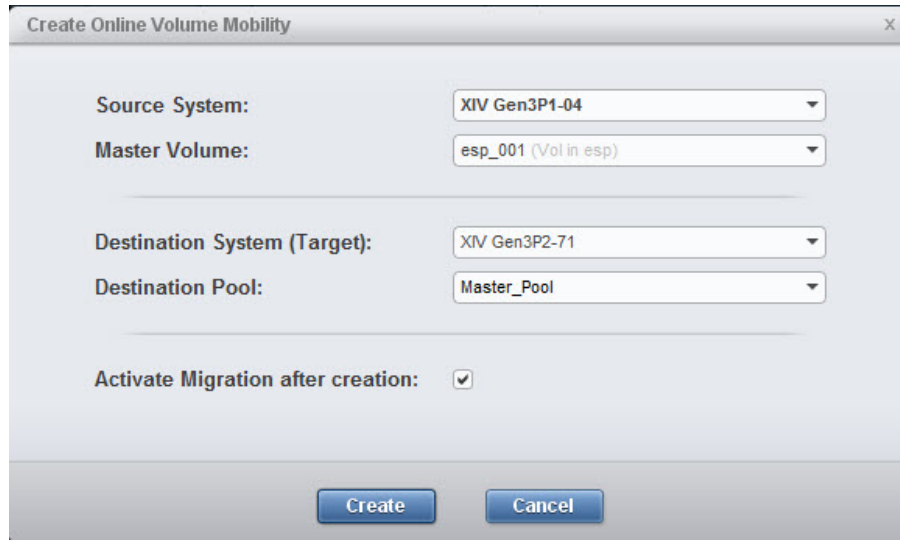 Create Online Volume Mobility x
Source System: XIV Gen3P1-04
Master Volume: esp_001 (Vol in esp)
Destination System (Target): XIV Gen3P2-71
Destination Pool: Master_Pool
Activate Migration after creation:
Create Cancel